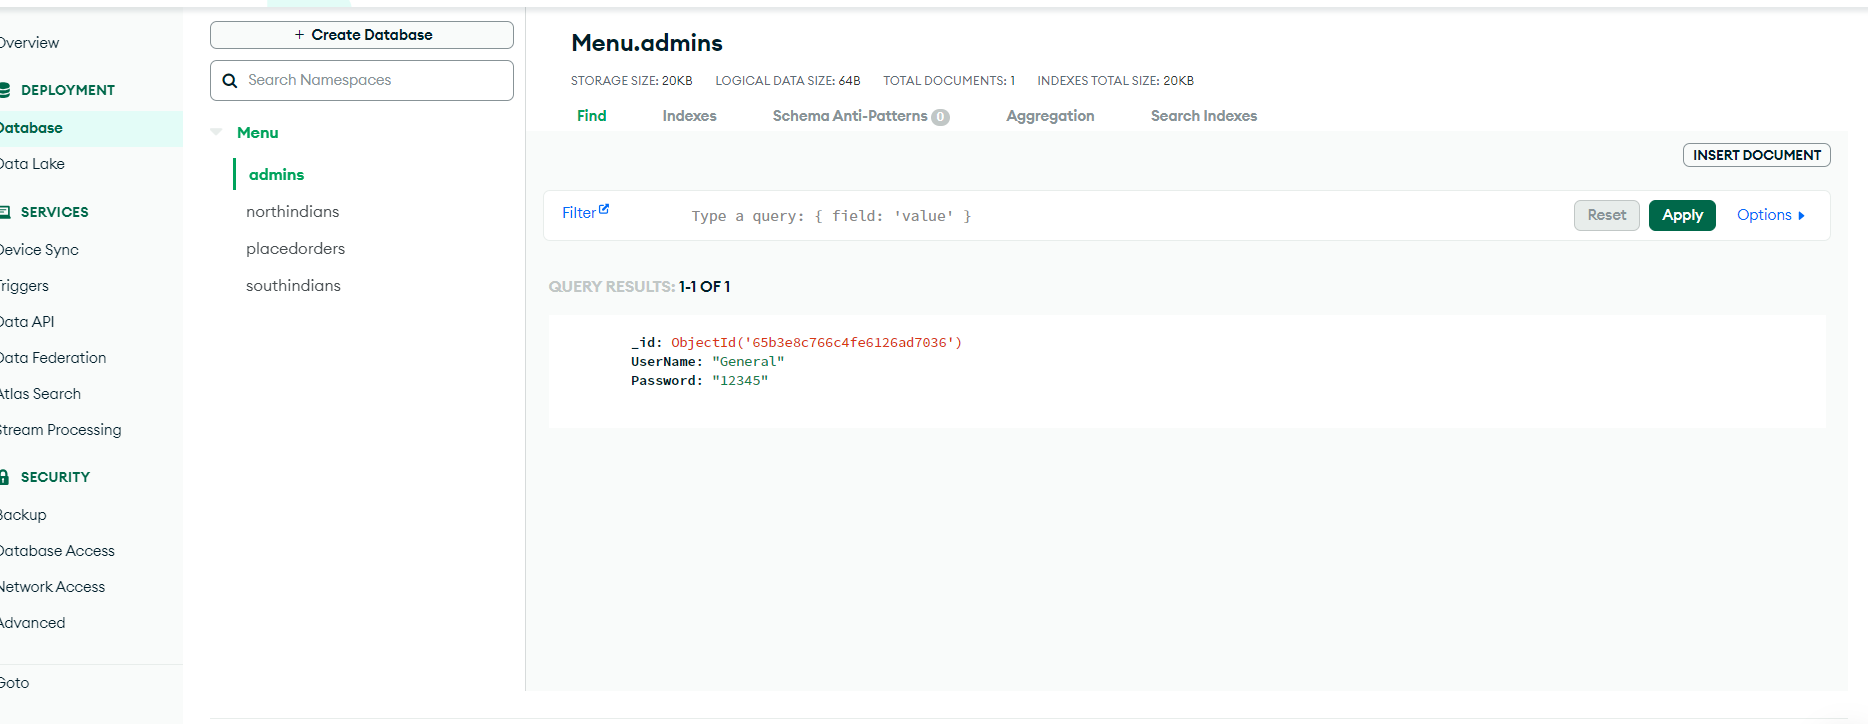 Overview
DEPLOYMENT
Database
Data Lake
SERVICES
Device Sync
Triggers
Data API
Data Federation
Atlas Search
Stream Processing
SECURITY
Backup
Database Access
Network Access
Advanced
Goto
+ Create Database
Search Namespaces
Menu
admins
northindians
placedorders
southindians
Menu.admins
STORAGE SIZE: 20KB LOGICAL DATA SIZE: 64B TOTAL DOCUMENTS: 1 INDEXES TOTAL SIZE: 20KB
Find Indexes Schema Anti-Patterns 0 Aggregation Search Indexes
INSERT DOCUMENT
Filter Type a query: { field: 'value' } Reset Apply Options
QUERY RESULTS: 1-1 OF 1
_id: ObjectId('65b3e8c766c4fe6126ad7036')
UserName: "General"
Password: "12345"